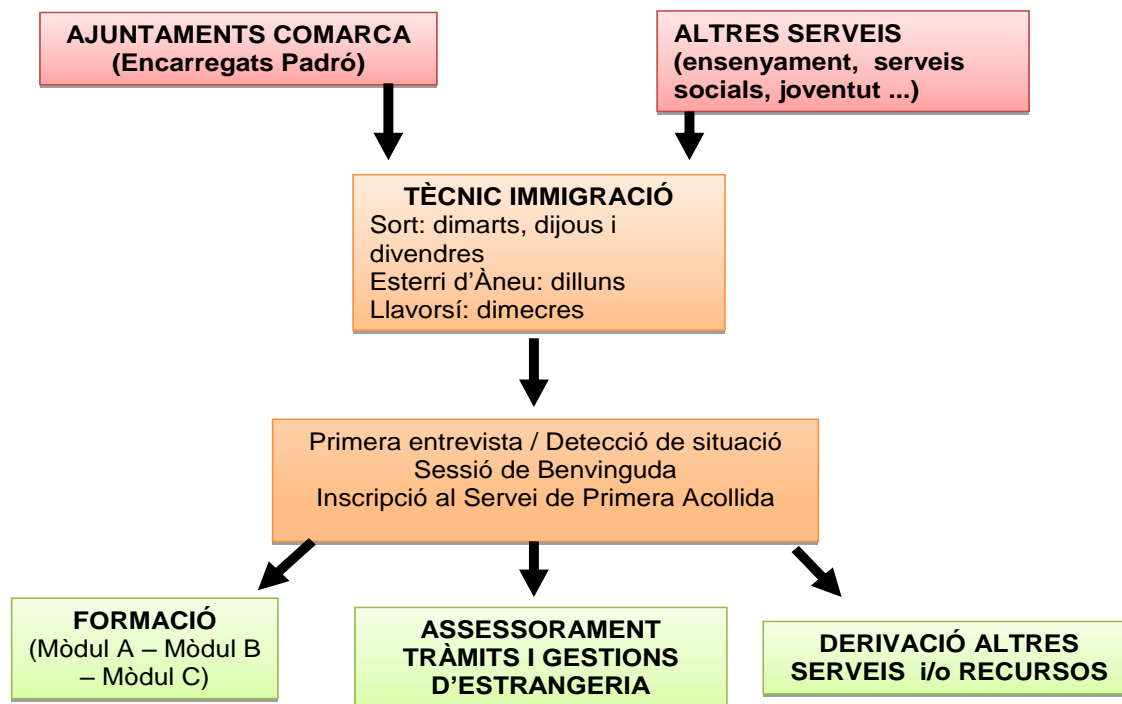 AJUNTAMENTS COMARCA
(Encarregats Padró)
ALTRES SERVEIS
(ensenyament, serveis
socials, joventut ...)
TÈCNIC IMMIGRACIÓ
Sort: dimarts, dijous i
divendres
Esterri d’Àneu: dilluns
Llavorsí: dimecres
Primera entrevista / Detecció de situació
Sessió de Benvinguda
Inscripció al Servei de Primera Acollida
FORMACIÓ
(Mòdul A – Mòdul B
– Mòdul C)
ASSESSORAMENT
TRÀMITS I GESTIONS
D’ESTRANGERIA
DERIVACIÓ ALTRES
SERVEIS i/o RECURSOS